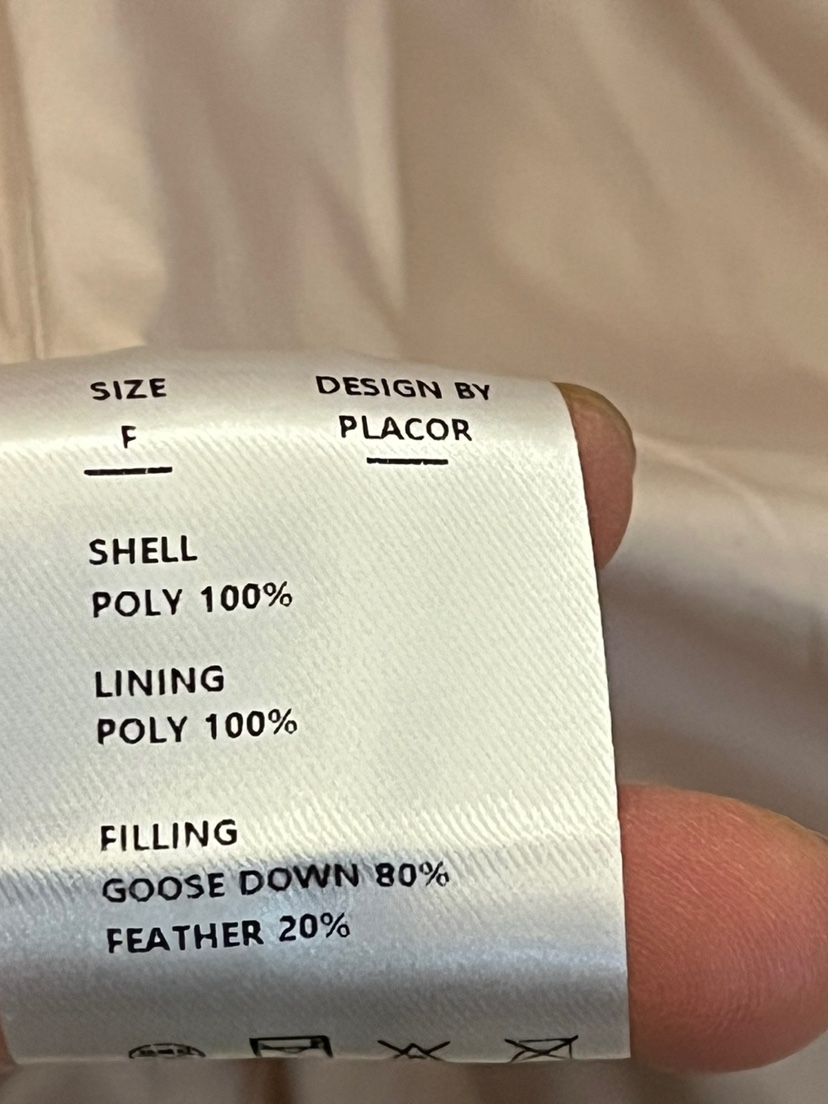 SIZE
F
DESIGN BY
PLACOR
SHELL
POLY 100%
LINING
POLY 100%
FILLING
GOOSE DOWN 80%
FEATHER 20%